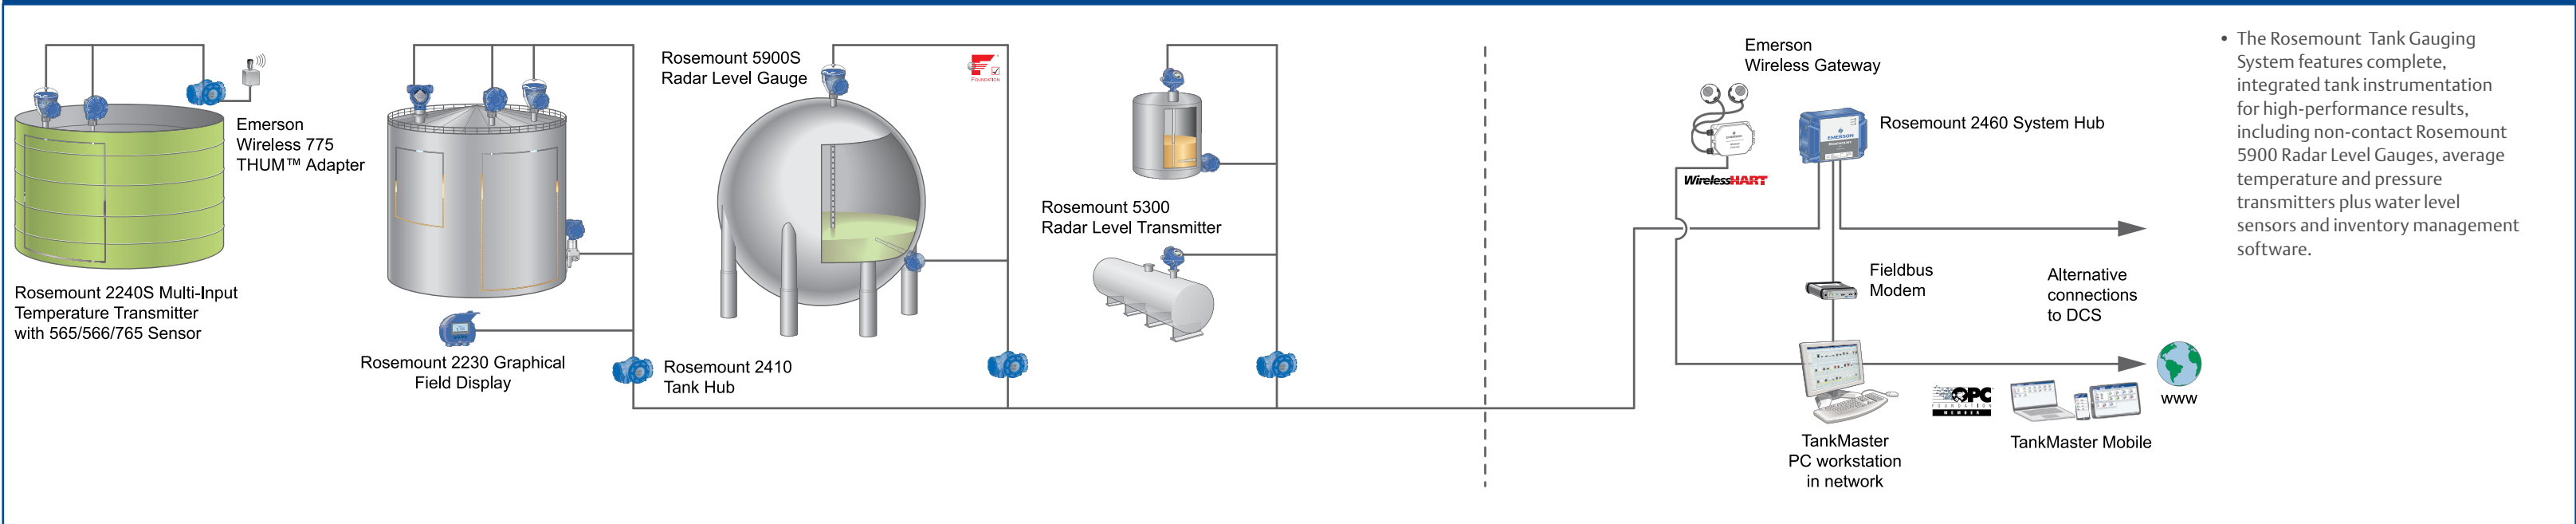 Emerson
Wireless 775
THUM™ Adapter
Rosemount 2240S Multi-Input
Temperature Transmitter
with 565/566/765 Sensor
Rosemount 2230 Graphical
Field Display
Rosemount 5900S
Radar Level Gauge
FOUNDATION
Rosemount 2410
Tank Hub
Rosemount 5300
Radar Level Transmitter
Emerson
Wireless Gateway
WirelessHART
EMERSON
Rosemount 2460 System Hub
Fieldbus
Modem
Alternative
connections
to DCS
OPC
FOUNDATION
MEMBER
www
TankMaster
PC workstation
in network
TankMaster Mobile
• The Rosemount Tank Gauging
System features complete,
integrated tank instrumentation
for high-performance results,
including non-contact Rosemount
5900 Radar Level Gauges, average
temperature and pressure
transmitters plus water level
sensors and inventory management
software.